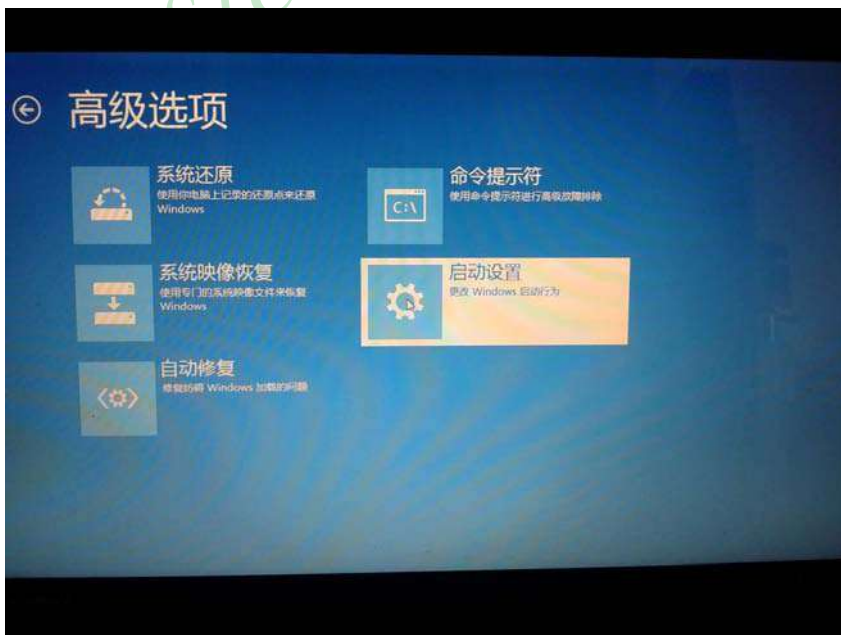 高级选项
系统还原
使用你电脑上记录的还原点来还原
Windows
命令提示符
使用命令提示符进行高级故障排除
C:\
系统映像恢复
使用专门的系统映像文件来恢复
Windows
启动设置
更改 Windows 启动行为
自动修复
修复妨碍 Windows 加载的问题